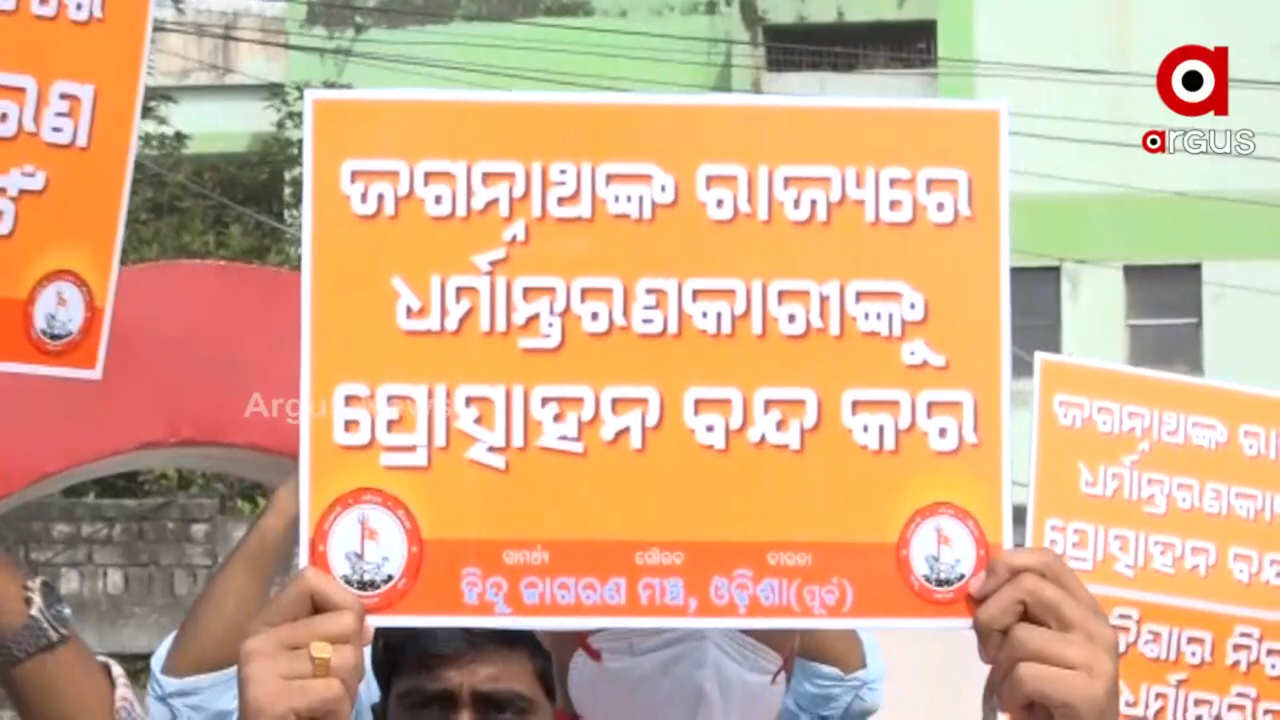 ଜଗନ୍ନାଥଙ୍କ ରାଜ୍ୟରେ
ଧର୍ମାନ୍ତରଣକାରୀଙ୍କୁ
ପ୍ରୋତ୍ସାହନ ବନ୍ଦ କର
ସାମର୍ଥ୍ୟ ଗୌରବ ବୀରତା
ହିନ୍ଦୁ ଜାଗରଣ ମଞ୍ଚ, ଓଡ଼ିଶା(ପୂର୍ବ)
argus
Argus News
ଜଗନ୍ନାଥଙ୍କ
ଧର୍ମାନ୍ତରଣକା
ପ୍ରୋତ୍ସାହନ